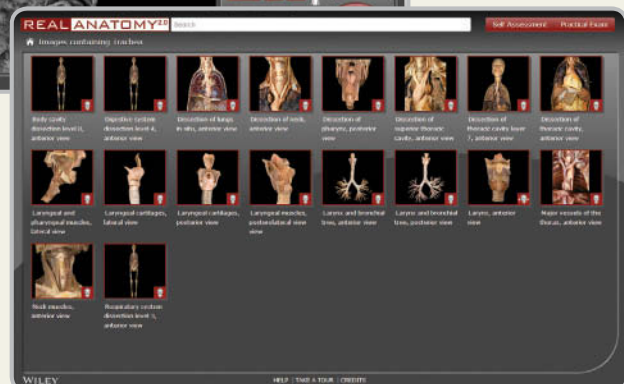 REAL ANATOMY 2.0 Search Self Assessment Practical Exam
Images containing trachea
Body cavity
dissection level 8,
anterior view
Digestive system
dissection level 4,
anterior view
Dissection of lungs
in situ, anterior view
Dissection of neck,
anterior view
Dissection of
pharynx, posterior
view
Dissection of
superior thoracic
cavity, anterior view
Dissection of
thoracic cavity layer
7, anterior view
Dissection of
thoracic cavity,
anterior view
Laryngeal and
pharyngeal muscles,
lateral view
Laryngeal cartilages,
lateral view
Laryngeal cartilages,
posterior view
Laryngeal muscles,
posterolateral view
view
Larynx and bronchial
tree, anterior view
Larynx and bronchial
tree, posterior view
Larynx, anterior
view
Major vessels of the
thorax, anterior view
Neck muscles,
anterior view
Respiratory system
dissection level 3,
anterior view
WILEY HELP | TAKE A TOUR | CREDITS